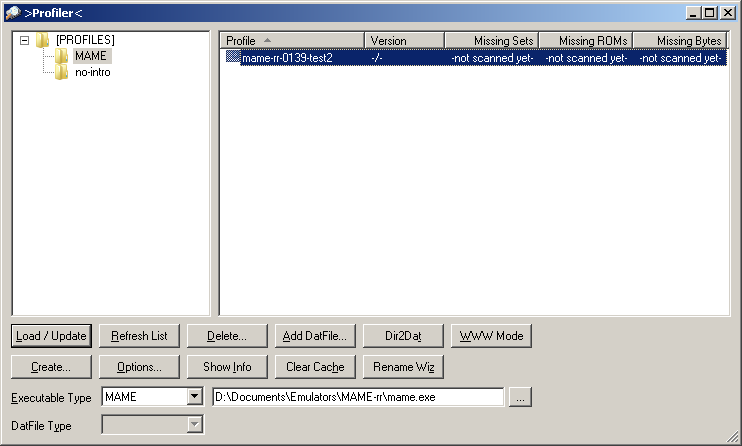 >Profiler<
[PROFILES]
MAME
no-intro
Profile Version Missing Sets Missing ROMs Missing Bytes
mame-rr-0139-test2 -/- -not scanned yet- -not scanned yet- -not scanned yet-
Load / Update Refresh List Delete... Add DatFile... Dir2Dat WWW Mode
Create... Options... Show Info Clear Cache Rename Wiz
Executable Type MAME D:\Documents\Emulators\MAME-rr\mame.exe ...
DatFile Type